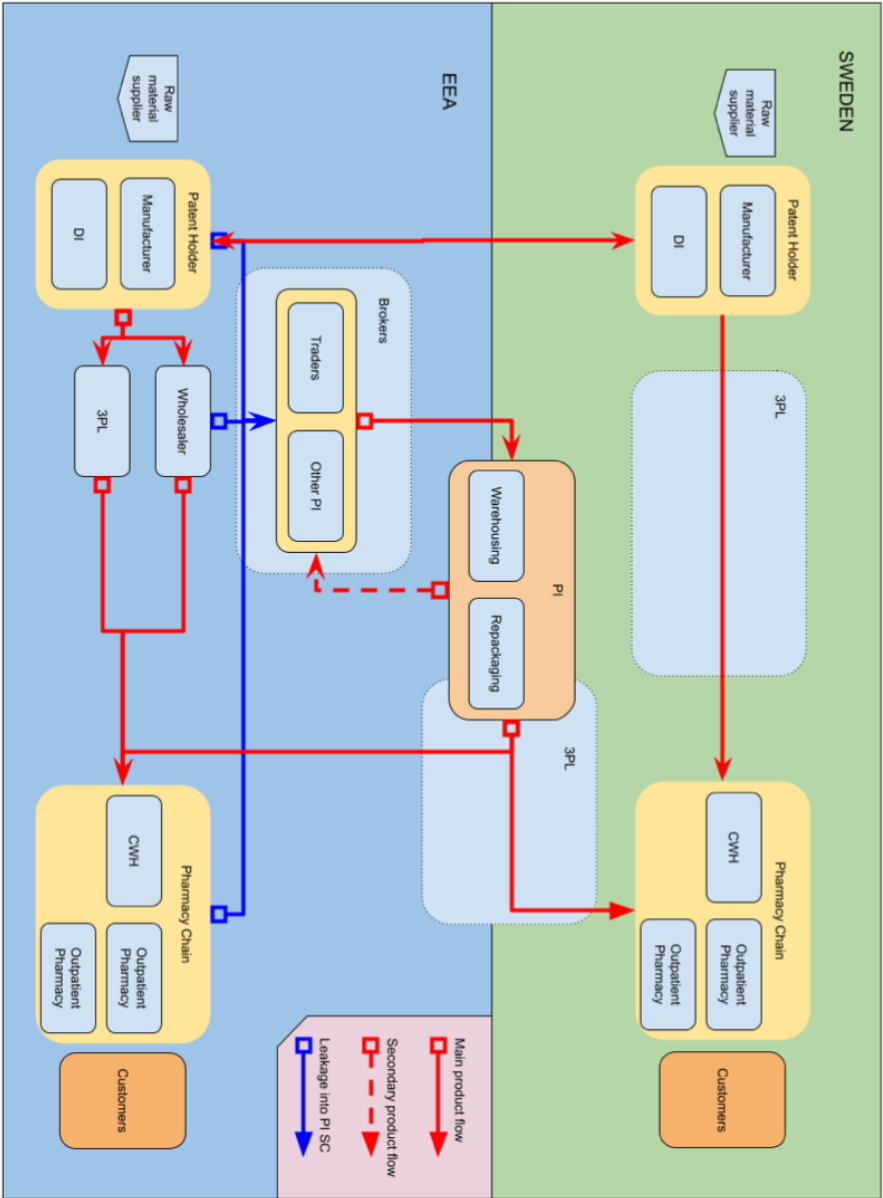 SWEDEN
Raw
material
supplier
Patent Holder
Manufacturer
DI
3PL
Pharmacy Chain
CWH
Outpatient
Pharmacy
Outpatient
Pharmacy
Customers
EEA
PI
Warehousing
Repackaging
3PL
Brokers
Traders
Other PI
Raw
material
supplier
Patent Holder
Manufacturer
DI
Wholesaler
3PL
Pharmacy Chain
CWH
Outpatient
Pharmacy
Outpatient
Pharmacy
Customers
Main product flow
Secondary product flow
Leakage into PI SC